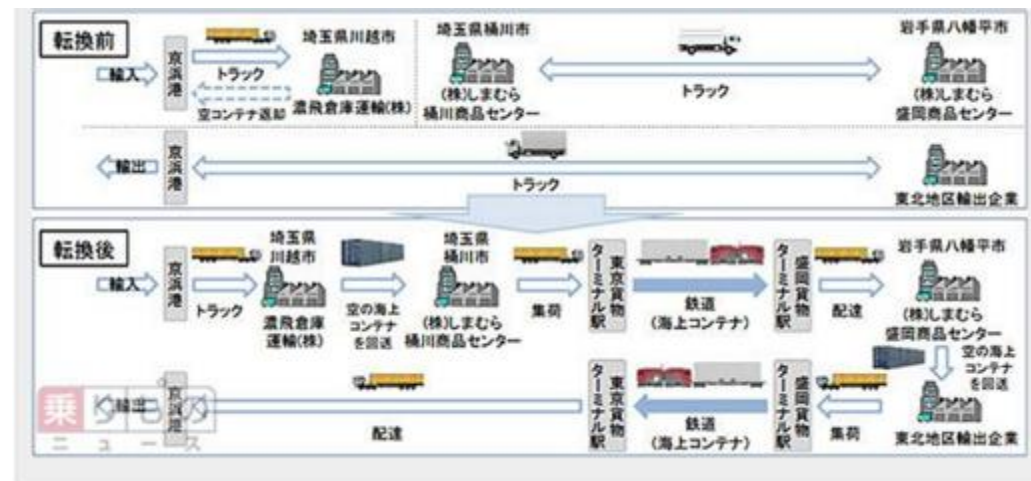 転換前
輸入
京浜港
トラック
空コンテナ返却
埼玉県川越市
濃飛倉庫運輸(株)
埼玉県桶川市
(株)しまむら
桶川商品センター
トラック
岩手県八幡平市
(株)しまむら
盛岡商品センター
輸出
京浜港
トラック
東北地区輸出企業
転換後
輸入
京浜港
トラック
埼玉県
川越市
濃飛倉庫
運輸(株)
空の海上
コンテナ
を回送
埼玉県
桶川市
(株)しまむら
桶川商品センター
集荷
東京貨物
ターミナル駅
鉄道
(海上コンテナ)
盛岡貨物
ターミナル駅
配達
岩手県八幡平市
(株)しまむら
盛岡商品センター
空の海上
コンテナ
を回送
輸出
京浜港
配達
東京貨物
ターミナル駅
鉄道
(海上コンテナ)
盛岡貨物
ターミナル駅
集荷
東北地区輸出企業
乗りもの
ニュース